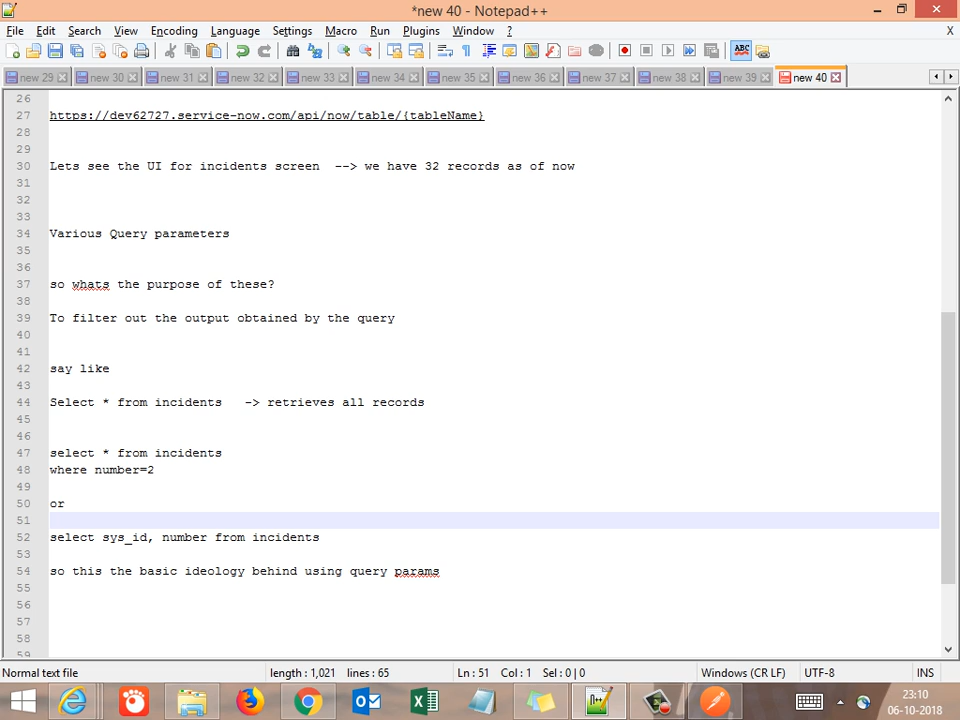 *new 40 - Notepad++
File Edit Search View Encoding Language Settings Macro Run Plugins Window ? X
new 29 new 30 new 31 new 32 new 33 new 34 new 35 new 36 new 37 new 38 new 39 new 40
26
27 https://dev62727.service-now.com/api/now/table/{tableName}
28
29
30 Lets see the UI for incidents screen --> we have 32 records as of now
31
32
33
34 Various Query parameters
35
36
37 so whats the purpose of these?
38
39 To filter out the output obtained by the query
40
41
42 say like
43
44 Select * from incidents -> retrieves all records
45
46
47 select * from incidents
48 where number=2
49
50 or
51
52 select sys_id, number from incidents
53
54 so this the basic ideology behind using query params
55
56
57
58
59
Normal text file length : 1,021 lines : 65 Ln : 51 Col : 1 Sel : 0 | 0 Windows (CR LF) UTF-8 INS
23:10
06-10-2018